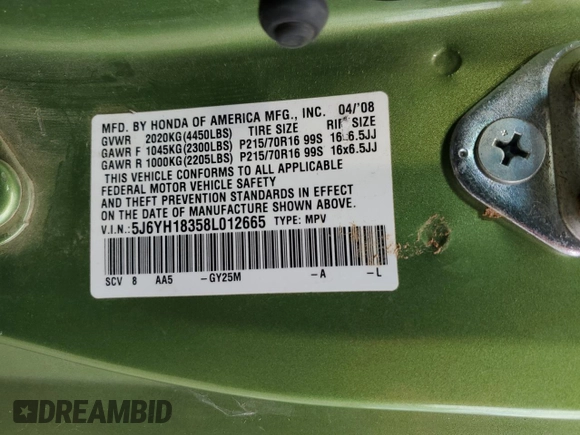 MFD. BY HONDA OF AMERICA MFG., INC. 04/'08
GVWR 2020KG(4450LBS) TIRE SIZE RIM SIZE
GAWR F 1045KG(2300LBS) P215/70R16 99S 16x6.5JJ
GAWR R 1000KG(2205LBS) P215/70R16 99S 16x6.5JJ
THIS VEHICLE CONFORMS TO ALL APPLICABLE
FEDERAL MOTOR VEHICLE SAFETY
AND THEFT PREVENTION STANDARDS IN EFFECT
ON DATE OF MANUFACTURE SHOWN ABOVE.
V.I.N.:5J6YH18358L012665 TYPE: MPV
SCV 8 AA5 -GY25M -A -L
DREAMBID